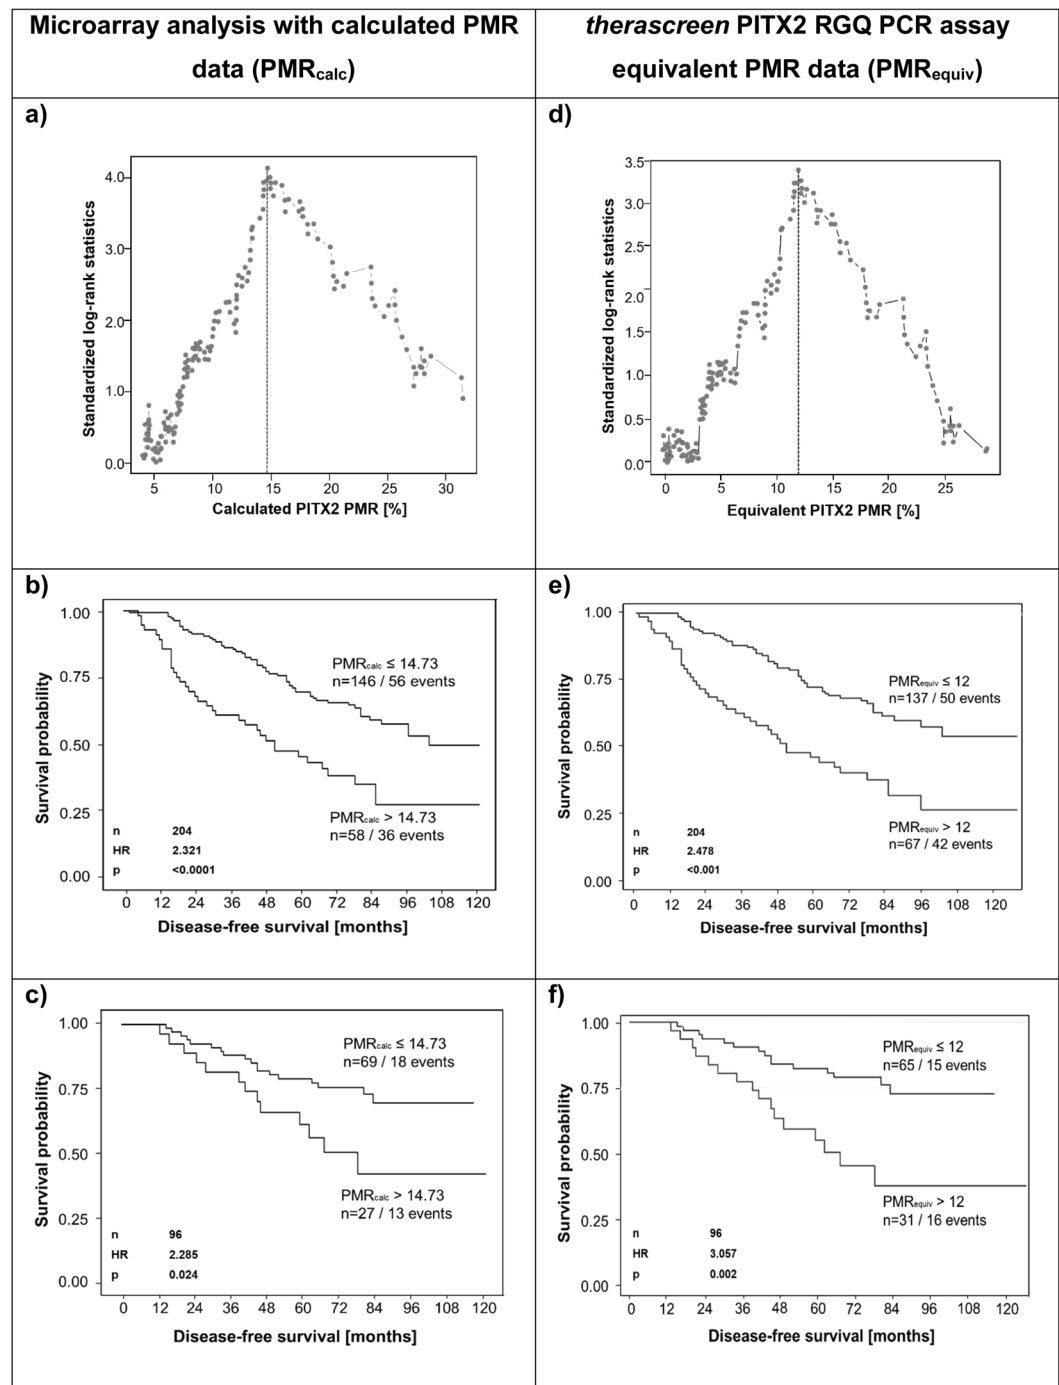 Microarray analysis with calculated PMR
data (PMRcalc)
therascreen PITX2 RGQ PCR assay
equivalent PMR data (PMRequiv)
a)
Standardized log-rank statistics
4.0
3.0
2.0
1.0
0.0
5 10 15 20 25 30
Calculated PITX2 PMR [%]
d)
Standardized log-rank statistics
3.5
3.0
2.5
2.0
1.5
1.0
0.5
0.0
0 5 10 15 20 25
Equivalent PITX2 PMR [%]
b)
Survival probability
1.00
0.75
0.50
0.25
0.00
PMRcalc ≤ 14.73
n=146 / 56 events
PMRcalc > 14.73
n=58 / 36 events
n 204
HR 2.321
p <0.0001
0 12 24 36 48 60 72 84 96 108 120
Disease-free survival [months]
e)
Survival probability
1.00
0.75
0.50
0.25
0.00
PMRequiv ≤ 12
n=137 / 50 events
PMRequiv > 12
n=67 / 42 events
n 204
HR 2.478
p <0.001
0 12 24 36 48 60 72 84 96 108 120
Disease-free survival [months]
c)
Survival probability
1.00
0.75
0.50
0.25
0.00
PMRcalc ≤ 14.73
n=69 / 18 events
PMRcalc > 14.73
n=27 / 13 events
n 96
HR 2.285
p 0.024
0 12 24 36 48 60 72 84 96 108 120
Disease-free survival [months]
f)
Survival probability
1.00
0.75
0.50
0.25
0.00
PMRequiv ≤ 12
n=65 / 15 events
PMRequiv > 12
n=31 / 16 events
n 96
HR 3.057
p 0.002
0 12 24 36 48 60 72 84 96 108 120
Disease-free survival [months]